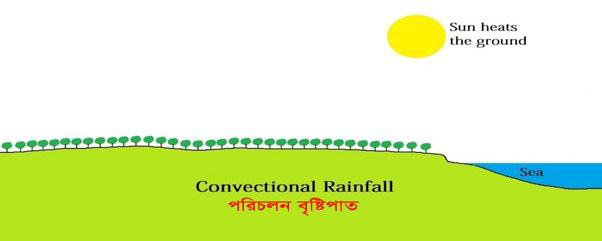 Sun heats
the ground
Sea
Convectional Rainfall
পরিচলন বৃষ্টিপাত